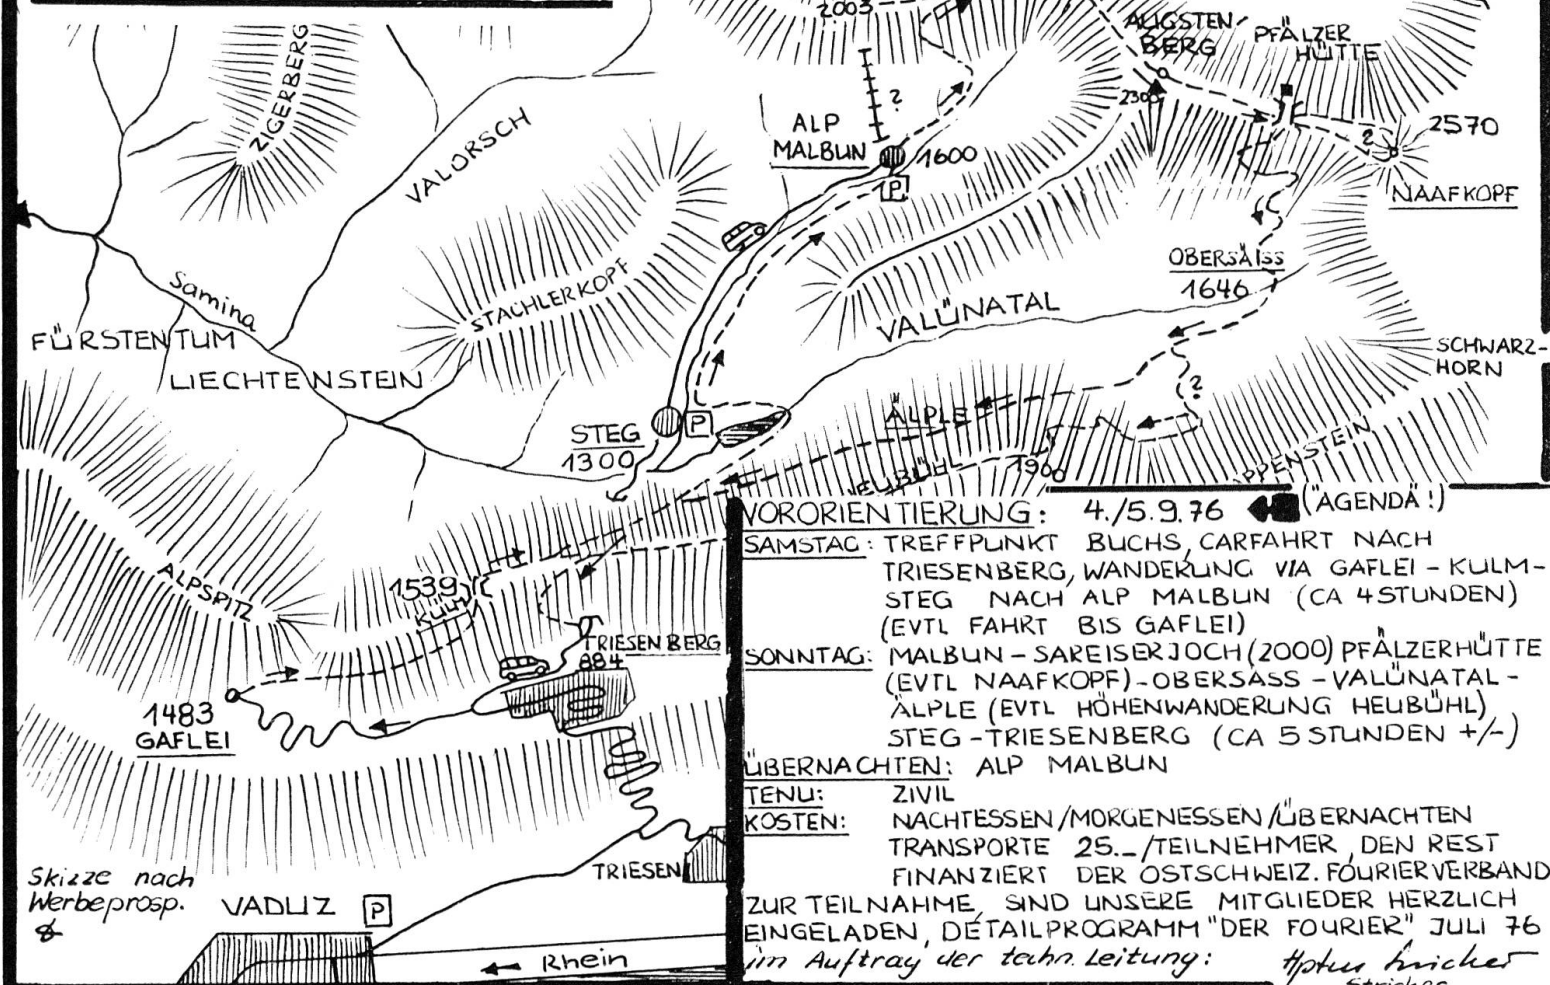 2003
AUGSTEN
BERG
PFÄLZER
HÜTTE
ZIGERBERG
2300
?
ALP
MALBUN
1600
P
2570
?
NAAFKOPF
VALORSCH
OBERSÄISS
1646
Samina
STACHLERKOPF
VALÜNATAL
FÜRSTENTUM
LIECHTENSTEIN
SCHWARZ-
HORN
?
ÄLPLE
STEG
1300
P
1900
EUBÜHL
PPENSTEIN
ALPSPITZ
1539
KULM
TRIESENBERG
884
1483
GAFLEI
TRIESEN
Skizze nach
Werbeprosp.
VADUZ
P
Rhein
VORORIENTIERUNG: 4./5.9.76 ("AGENDA"!)
SAMSTAG: TREFFPUNKT BUCHS, CARFAHRT NACH
TRIESENBERG, WANDERUNG VIA GAFLEI - KULM-
STEG NACH ALP MALBUN (CA 4 STUNDEN)
(EVTL FAHRT BIS GAFLEI)
SONNTAG: MALBUN - SAREISERJOCH (2000) PFÄLZERHÜTTE
(EVTL NAAFKOPF) - OBERSASS - VALÜNATAL -
ÄLPLE (EVTL HÖHENWANDERUNG HEUBÜHL)
STEG - TRIESENBERG (CA 5 STUNDEN +/-)
ÜBERNACHTEN: ALP MALBUN
TENU: ZIVIL
KOSTEN: NACHTESSEN/MORGENESSEN/ÜBERNACHTEN
TRANSPORTE 25.-/TEILNEHMER, DEN REST
FINANZIERT DER OSTSCHWEIZ. FOURIERVERBAND
ZUR TEILNAHME SIND UNSERE MITGLIEDER HERZLICH
EINGELADEN, DETAILPROGRAMM "DER FOURIER" JULI 76
im Auftrag der techn. Leitung: